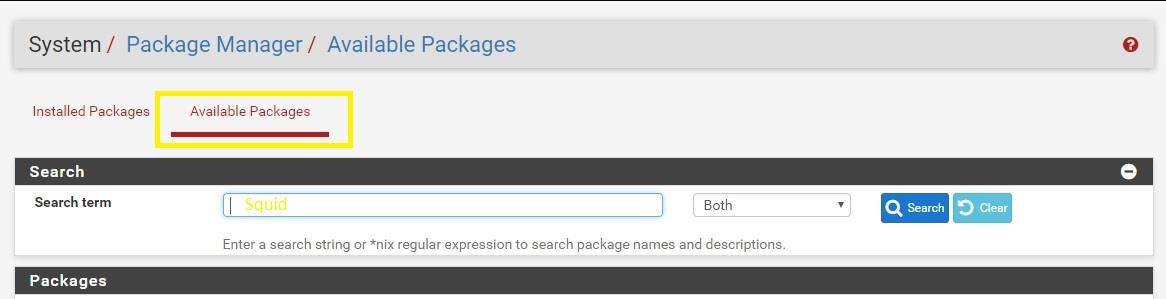 System / Package Manager / Available Packages
Installed Packages Available Packages
Search
Search term Squid Both Search Clear
Enter a search string or *nix regular expression to search package names and descriptions.
Packages